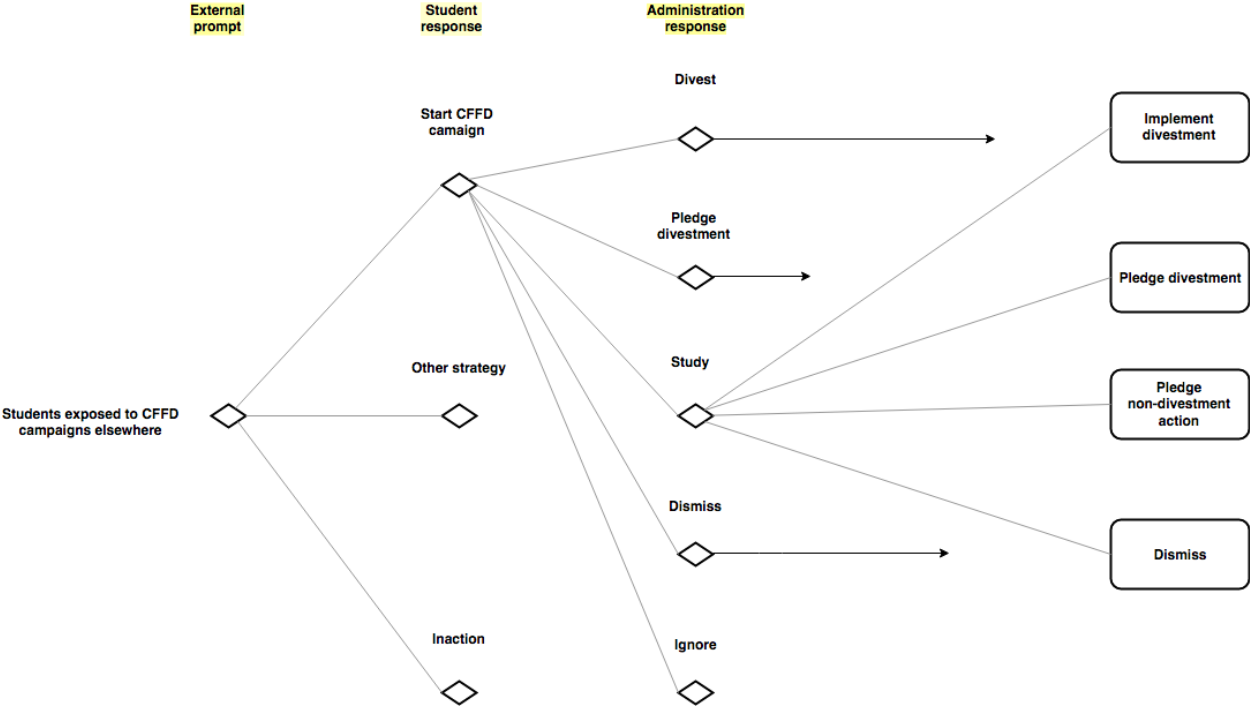 External
prompt
Student
response
Administration
response
Divest
Start CFFD
camaign
Implement
divestment
Pledge
divestment
Pledge divestment
Study
Other strategy
Students exposed to CFFD
campaigns elsewhere
Pledge
non-divestment
action
Dismiss
Dismiss
Inaction
Ignore